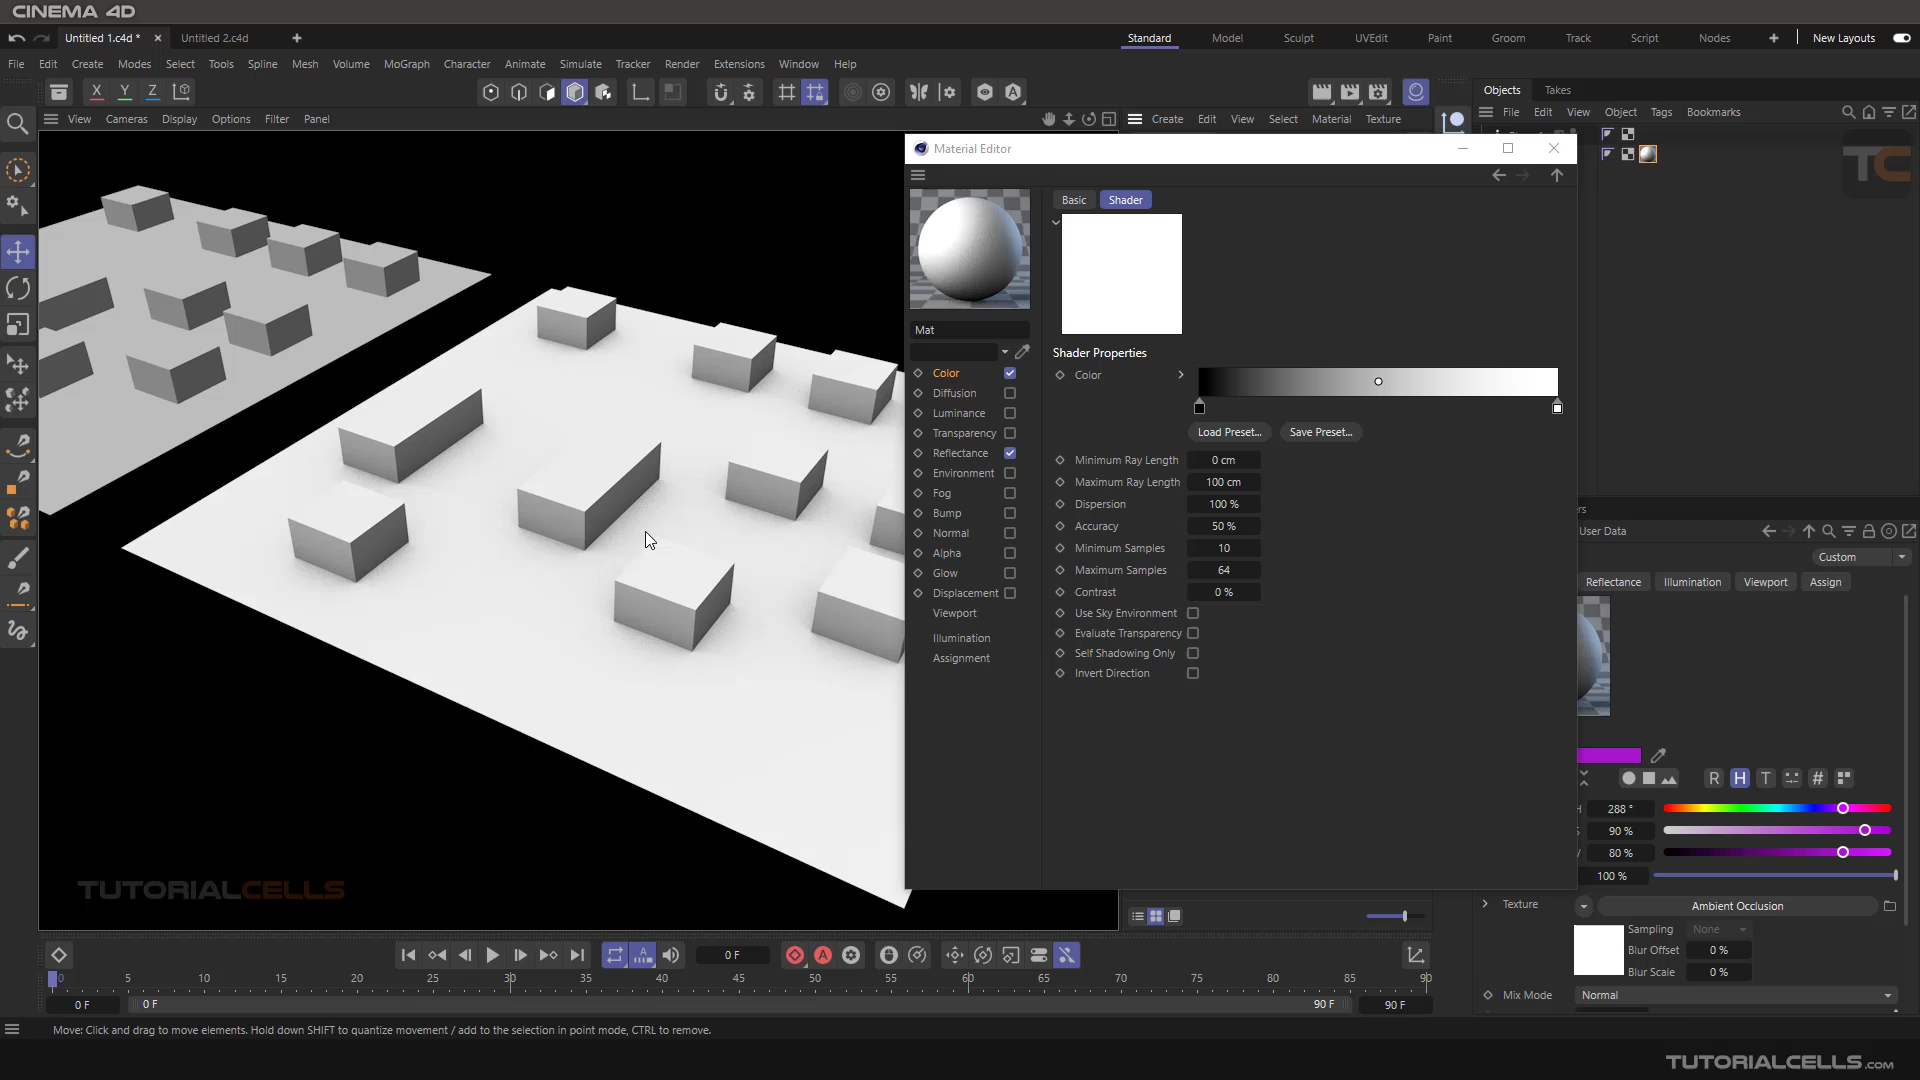 CINEMA 4D
Untitled 1.c4d *
Untitled 2.c4d
Standard
Model
Sculpt
UVEdit
Paint
Groom
Track
Script
Nodes
New Layouts
File Edit Create Modes Select Tools Spline Mesh Volume MoGraph Character Animate Simulate Tracker Render Extensions Window Help
X Y Z
Objects
Takes
View Cameras Display Options Filter Panel
Create Edit View Select Material Texture
File Edit View Object Tags Bookmarks
TC
Material Editor
Basic
Shader
Mat
Shader Properties
Color
Load Preset...
Save Preset...
Color
Diffusion
Luminance
Transparency
Reflectance
Environment
Fog
Bump
Normal
Alpha
Glow
Displacement
Viewport
Illumination
Assignment
Minimum Ray Length 0 cm
Maximum Ray Length 100 cm
Dispersion 100 %
Accuracy 50 %
Minimum Samples 10
Maximum Samples 64
Contrast 0 %
Use Sky Environment
Evaluate Transparency
Self Shadowing Only
Invert Direction
User Data
Custom
Reflectance
Illumination
Viewport
Assign
R H T #
288 °
90 %
80 %
100 %
Texture
Ambient Occlusion
Sampling None
Blur Offset 0 %
Blur Scale 0 %
Mix Mode Normal
TUTORIALCELLS
0 F
0 5 10 15 20 25 30 35 40 45 50 55 60 65 70 75 80 85 90
0 F
0 F
90 F
90 F
Move: Click and drag to move elements. Hold down SHIFT to quantize movement / add to the selection in point mode, CTRL to remove.
TUTORIALCELLS.com